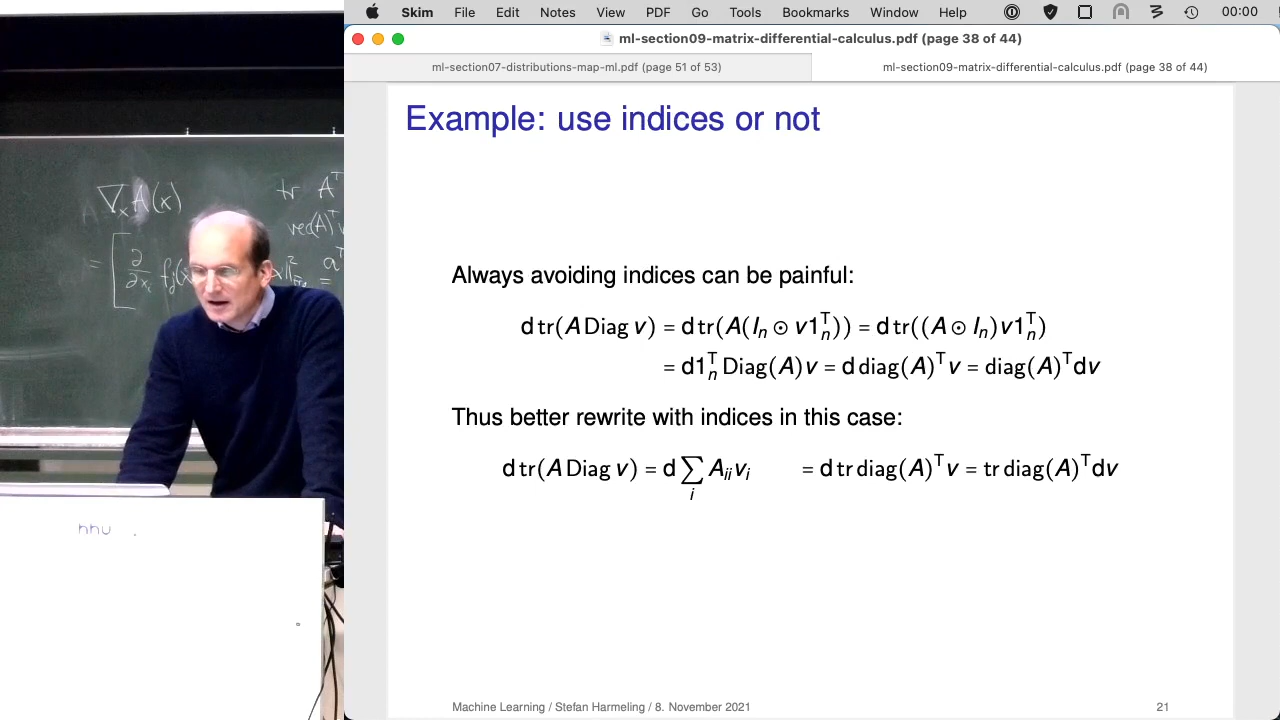 Skim File Edit Notes View PDF Go Tools Bookmarks Window Help 00:00
ml-section09-matrix-differential-calculus.pdf (page 38 of 44)
ml-section07-distributions-map-ml.pdf (page 51 of 53) ml-section09-matrix-differential-calculus.pdf (page 38 of 44)
Example: use indices or not
Always avoiding indices can be painful:
d tr(A Diag v) = d tr(A(Iₙ ⊙ v1ₙᵀ)) = d tr((A ⊙ Iₙ)v1ₙᵀ)
= d1ₙᵀ Diag(A)v = d diag(A)ᵀv = diag(A)ᵀdv
Thus better rewrite with indices in this case:
d tr(A Diag v) = d ∑ᵢ Aᵢᵢvᵢ = d tr diag(A)ᵀv = tr diag(A)ᵀdv
Machine Learning / Stefan Harmeling / 8. November 2021 21
∇ₓA(x) tr Aᵀ
vec(A)ᵀ
= [ ∂/∂xᵢ fⱼ(x
hhu